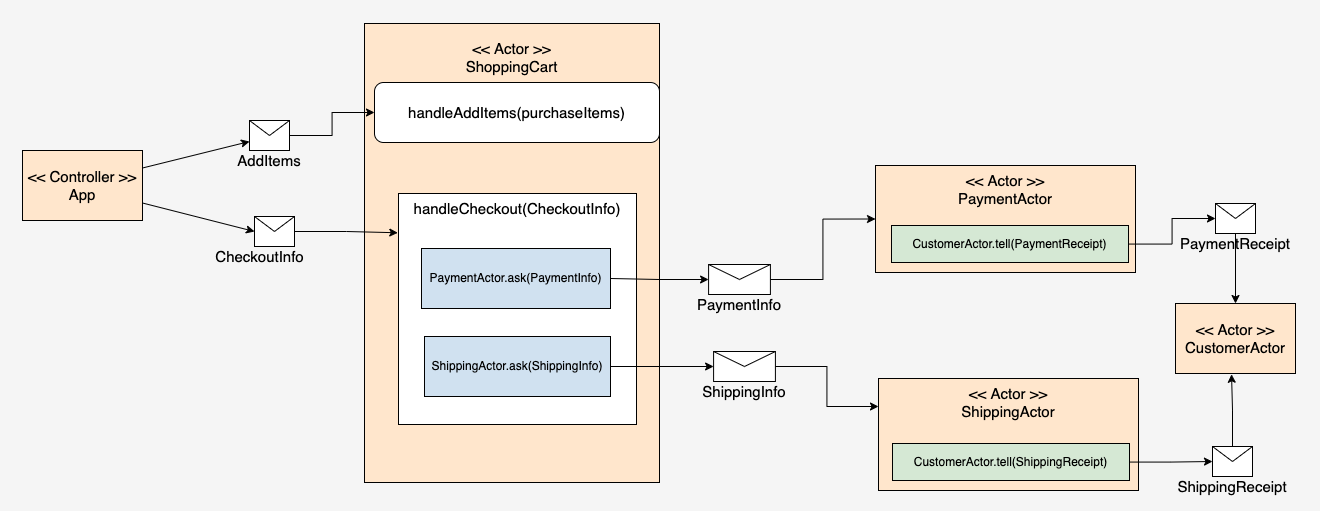 << Controller >>
App
AddItems
CheckoutInfo
<< Actor >>
ShoppingCart
handleAddItems(purchaseItems)
handleCheckout(CheckoutInfo)
PaymentActor.ask(PaymentInfo)
ShippingActor.ask(ShippingInfo)
PaymentInfo
ShippingInfo
<< Actor >>
PaymentActor
CustomerActor.tell(PaymentReceipt)
<< Actor >>
ShippingActor
CustomerActor.tell(ShippingReceipt)
PaymentReceipt
<< Actor >>
CustomerActor
ShippingReceipt